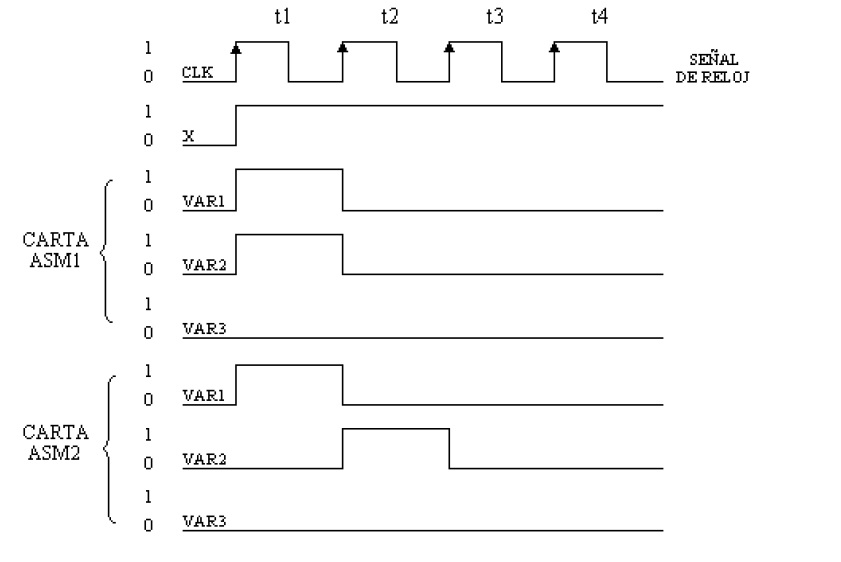 t1 t2 t3 t4
1
0 CLK
SEÑAL
DE RELOJ
1
0 X
CARTA
ASM1
1
0 VAR1
1
0 VAR2
1
0 VAR3
CARTA
ASM2
1
0 VAR1
1
0 VAR2
1
0 VAR3